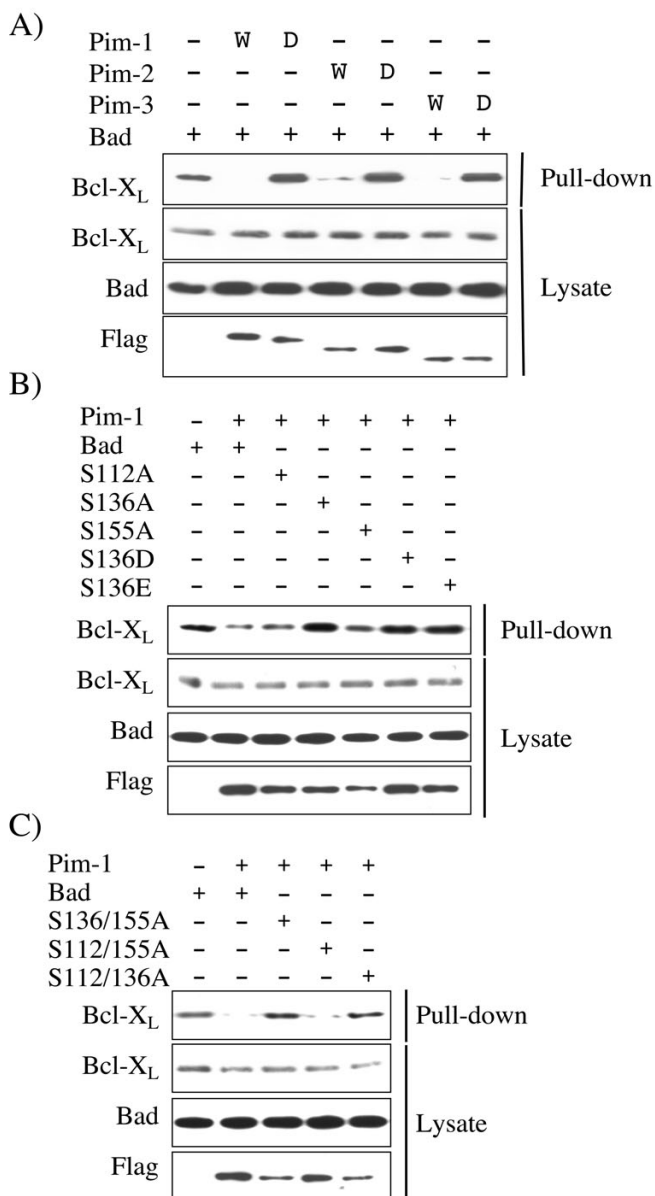 A)
Pim-1 – W D – – – –
Pim-2 – – – W D – –
Pim-3 – – – – – W D
Bad + + + + + + +
Bcl-XL Pull-down
Bcl-XL
Bad Lysate
Flag
B)
Pim-1 – + + + + + +
Bad + + – – – – –
S112A – – + – – – –
S136A – – – + – – –
S155A – – – – + – –
S136D – – – – – + –
S136E – – – – – – +
Bcl-XL Pull-down
Bcl-XL
Bad Lysate
Flag
C)
Pim-1 – + + + +
Bad + + – – –
S136/155A – – + – –
S112/155A – – – + –
S112/136A – – – – +
Bcl-XL Pull-down
Bcl-XL
Bad Lysate
Flag